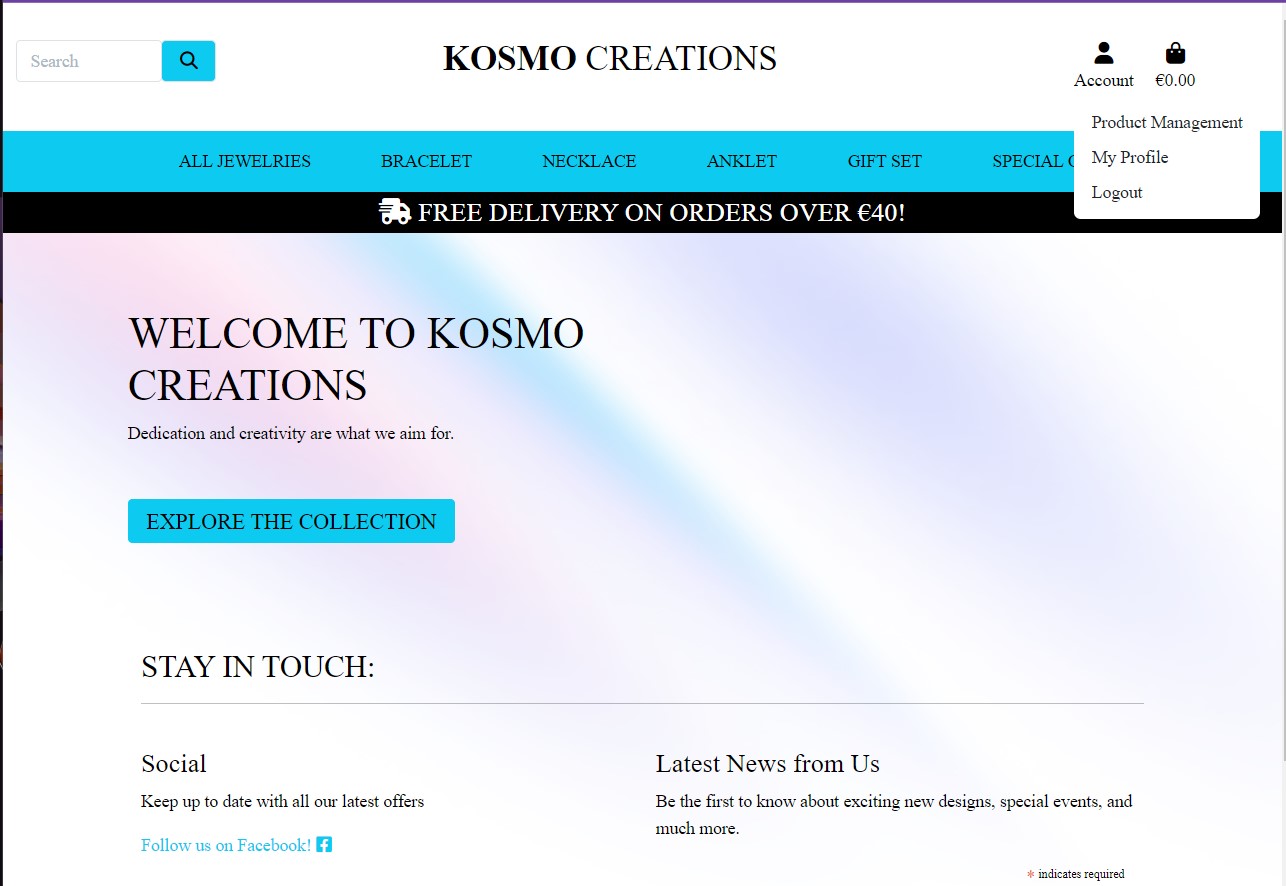 Search
KOSMO CREATIONS
Account
€0.00
Product Management
My Profile
Logout
ALL JEWELRIES
BRACELET
NECKLACE
ANKLET
GIFT SET
SPECIAL
FREE DELIVERY ON ORDERS OVER €40!
WELCOME TO KOSMO
CREATIONS
Dedication and creativity are what we aim for.
EXPLORE THE COLLECTION
STAY IN TOUCH:
Social
Keep up to date with all our latest offers
Follow us on Facebook!
Latest News from Us
Be the first to know about exciting new designs, special events, and
much more.
* indicates required